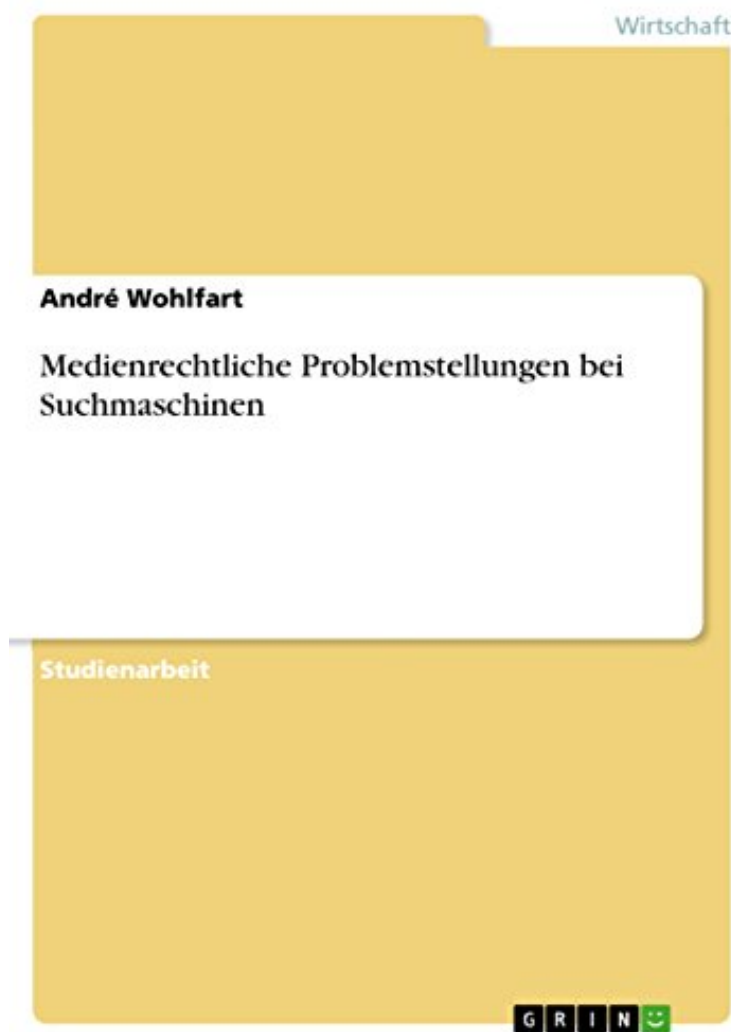 Wirtschaft
André Wohlfart
Medienrechtliche Problemstellungen bei
Suchmaschinen
Studienarbeit
GRIN